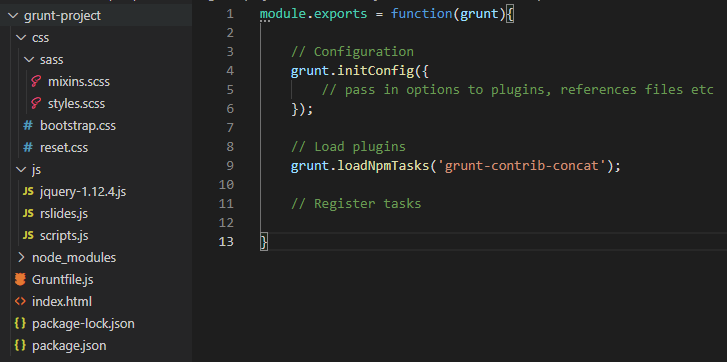 grunt-project
css
sass
mixins.scss
styles.scss
# bootstrap.css
# reset.css
js
JS jquery-1.12.4.js
JS rslides.js
JS scripts.js
node_modules
Gruntfile.js
<> index.html
{} package-lock.json
{} package.json
1 module.exports = function(grunt){
2
3 // Configuration
4 grunt.initConfig({
5 // pass in options to plugins, references files etc
6 });
7
8 // Load plugins
9 grunt.loadNpmTasks('grunt-contrib-concat');
10
11 // Register tasks
12
13 }